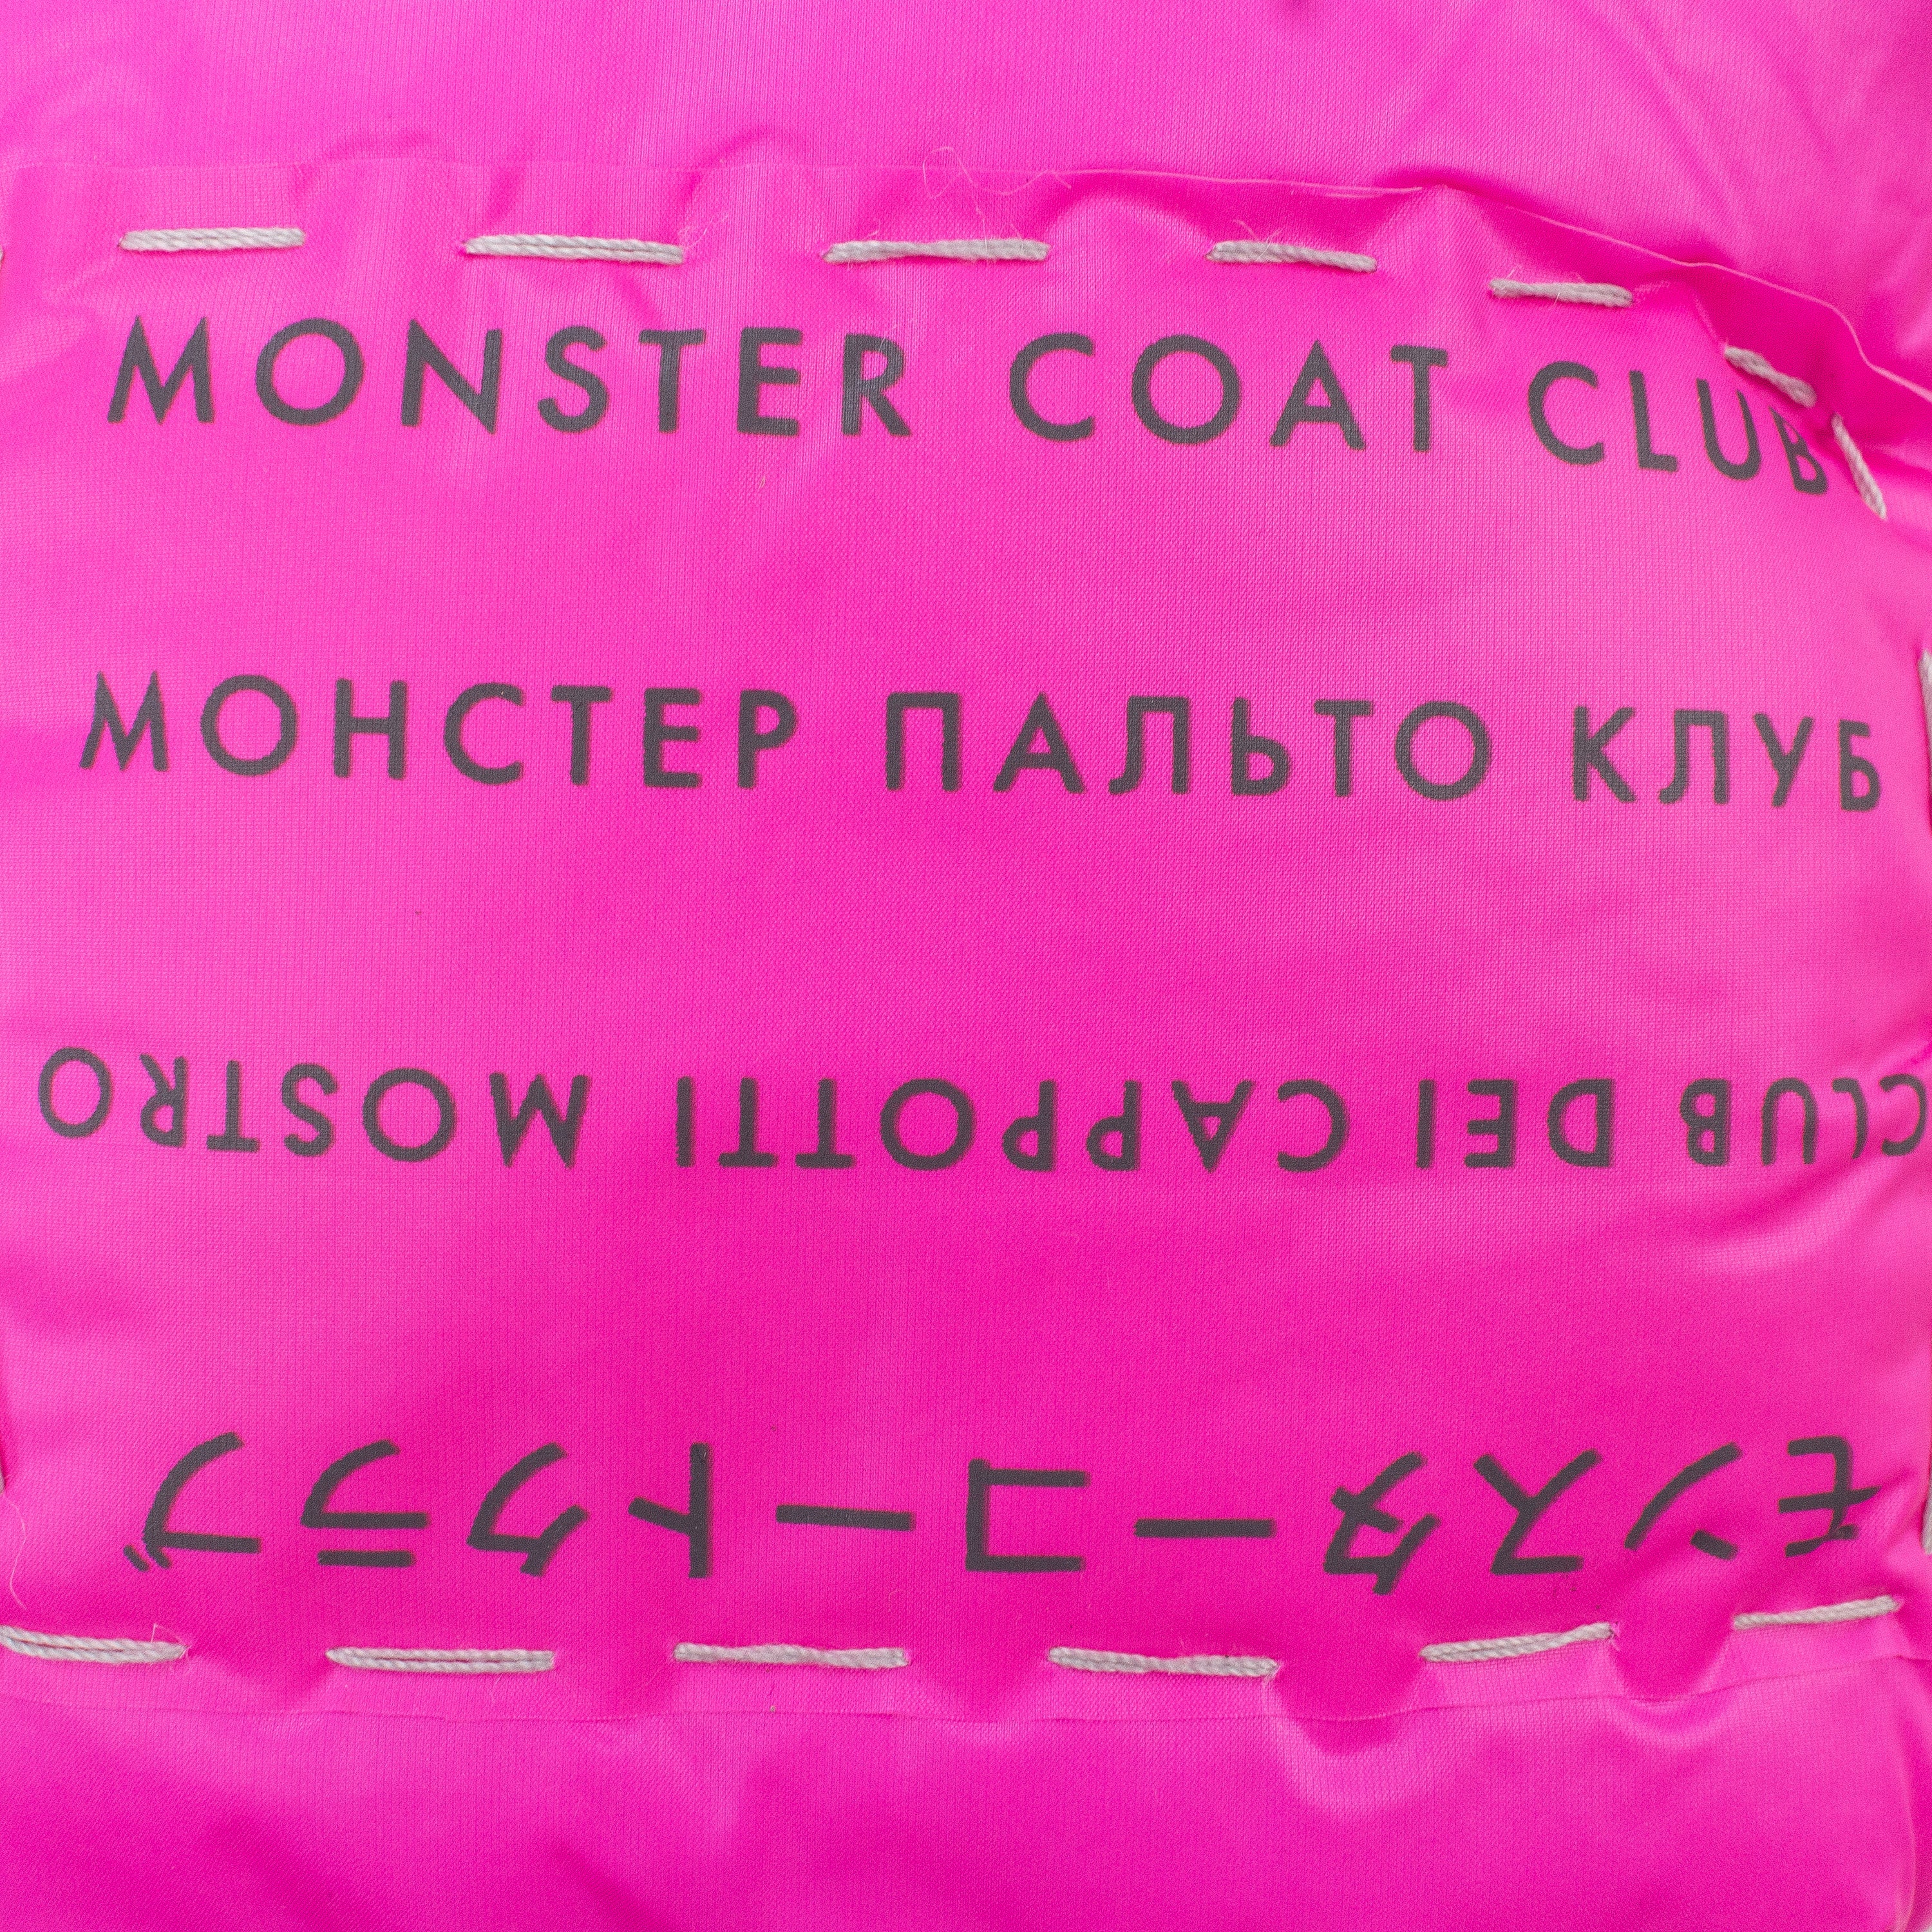 MONSTER COAT CLUB
МОНСТЕР ПАЛЬТО КЛУБ
CLUB DEI CAPPOTTI MOSTRO
モンスターコートクラブ